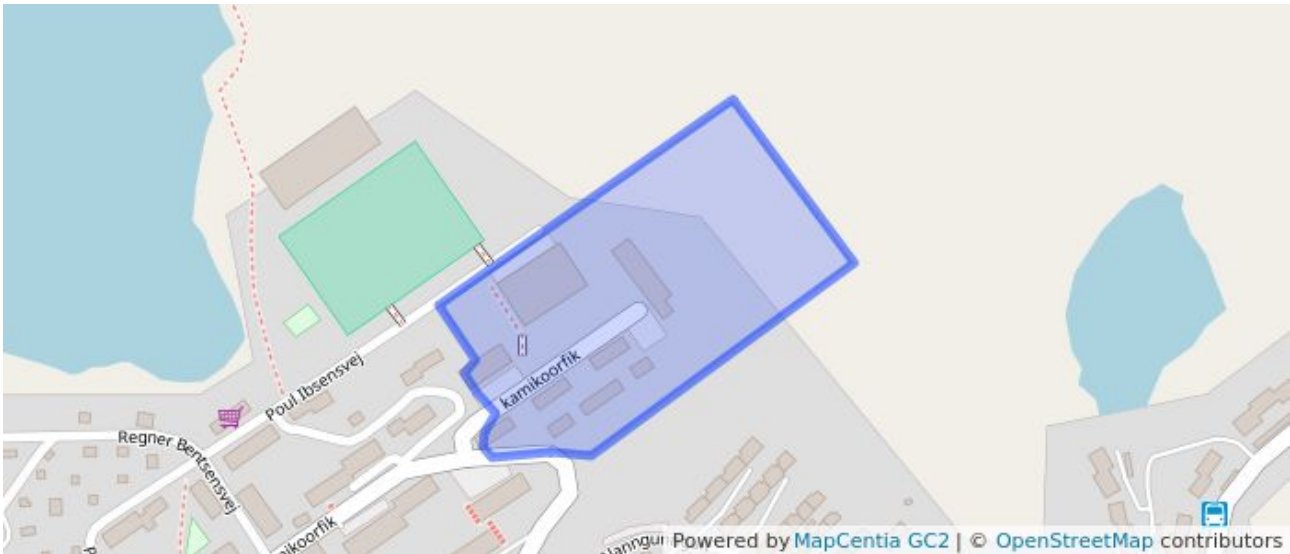 kamikoorfik
Poul Ibsensvej
Regner Bentsensvej
Powered by MapCentia GC2 | © OpenStreetMap contributors